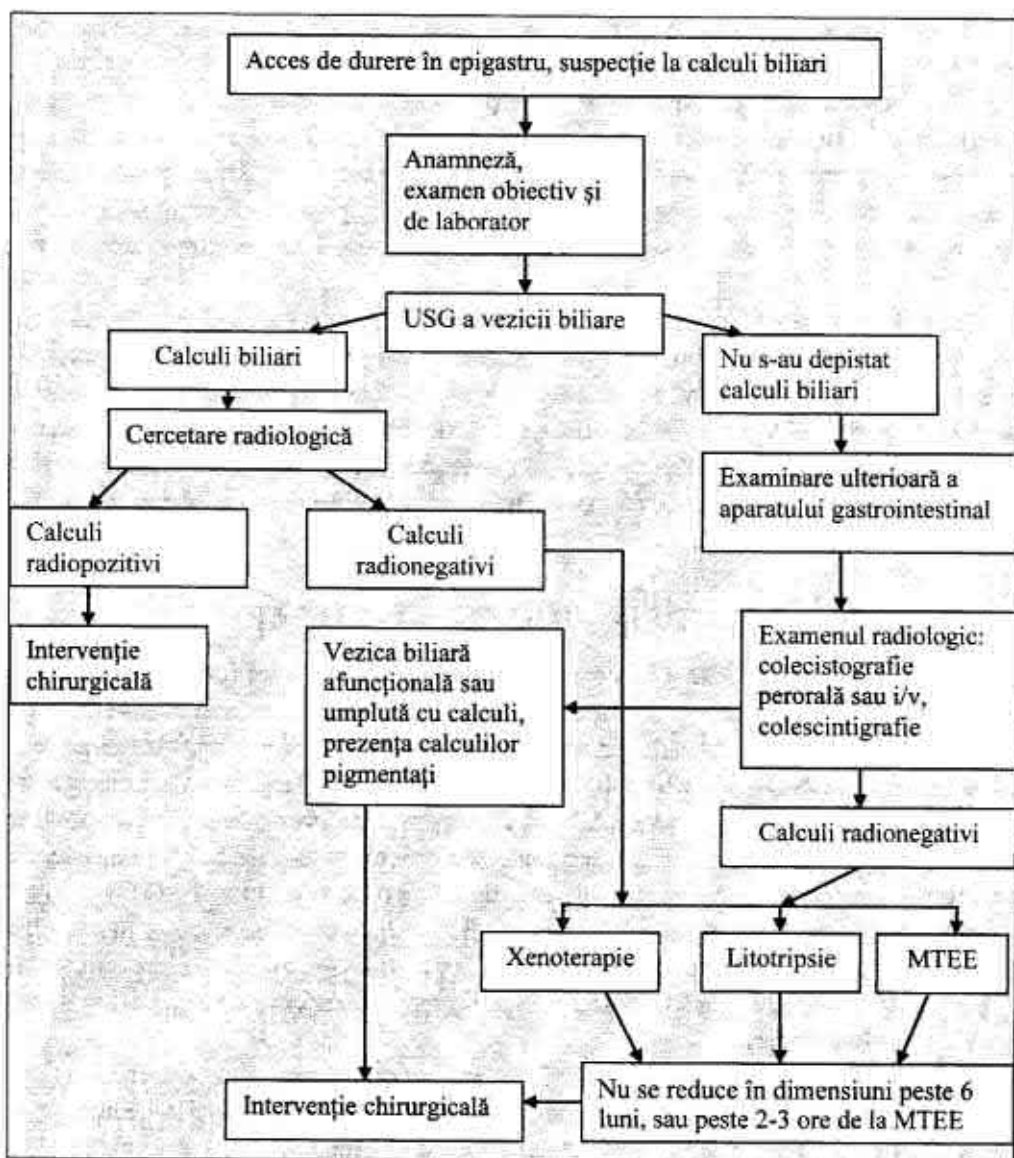 Acces de durere în epigastru, suspecție la calculi biliari
Anamneză,
examen obiectiv și
de laborator
USG a vezicii biliare
Calculi biliari
Nu s-au depistat
calculi biliari
Cercetare radiologică
Examinare ulterioară a
aparatului gastrointestinal
Calculi
radiopozitivi
Calculi
radionegativi
Intervenție
chirurgicală
Vezica biliară
afuncțională sau
umplută cu calculi,
prezența calculilor
pigmentați
Examenul radiologic:
colecistografie
perorală sau i/v,
colescintigrafie
Calculi radionegativi
Xenoterapie
Litotripsie
MTEE
Intervenție chirurgicală
Nu se reduce în dimensiuni peste 6
luni, sau peste 2-3 ore de la MTEE